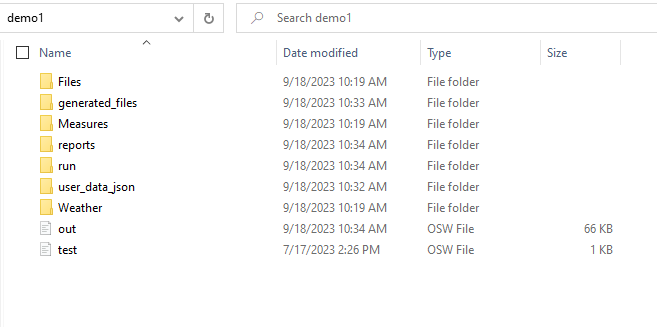 demo1 Search demo1
Name Date modified Type Size
Files 9/18/2023 10:19 AM File folder
generated_files 9/18/2023 10:33 AM File folder
Measures 9/18/2023 10:19 AM File folder
reports 9/18/2023 10:34 AM File folder
run 9/18/2023 10:34 AM File folder
user_data_json 9/18/2023 10:32 AM File folder
Weather 9/18/2023 10:19 AM File folder
out 9/18/2023 10:34 AM OSW File 66 KB
test 7/17/2023 2:26 PM OSW File 1 KB